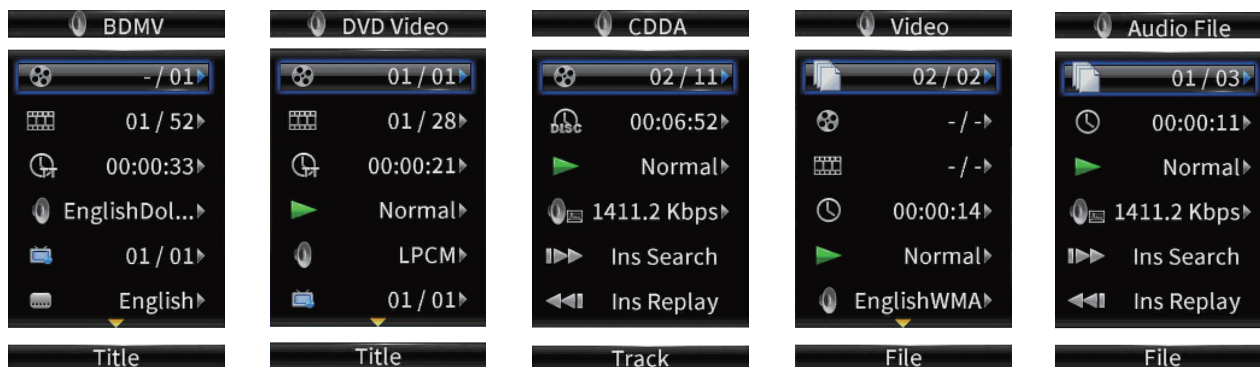 BDMV
- / 01
01 / 52
00:00:33
EnglishDol...
01 / 01
English
Title
DVD Video
01 / 01
01 / 28
00:00:21
Normal
LPCM
01 / 01
Title
CDDA
02 / 11
DISC 00:06:52
Normal
1411.2 Kbps
Ins Search
Ins Replay
Track
Video
02 / 02
- / -
- / -
00:00:14
Normal
EnglishWMA
File
Audio File
01 / 03
00:00:11
Normal
1411.2 Kbps
Ins Search
Ins Replay
File